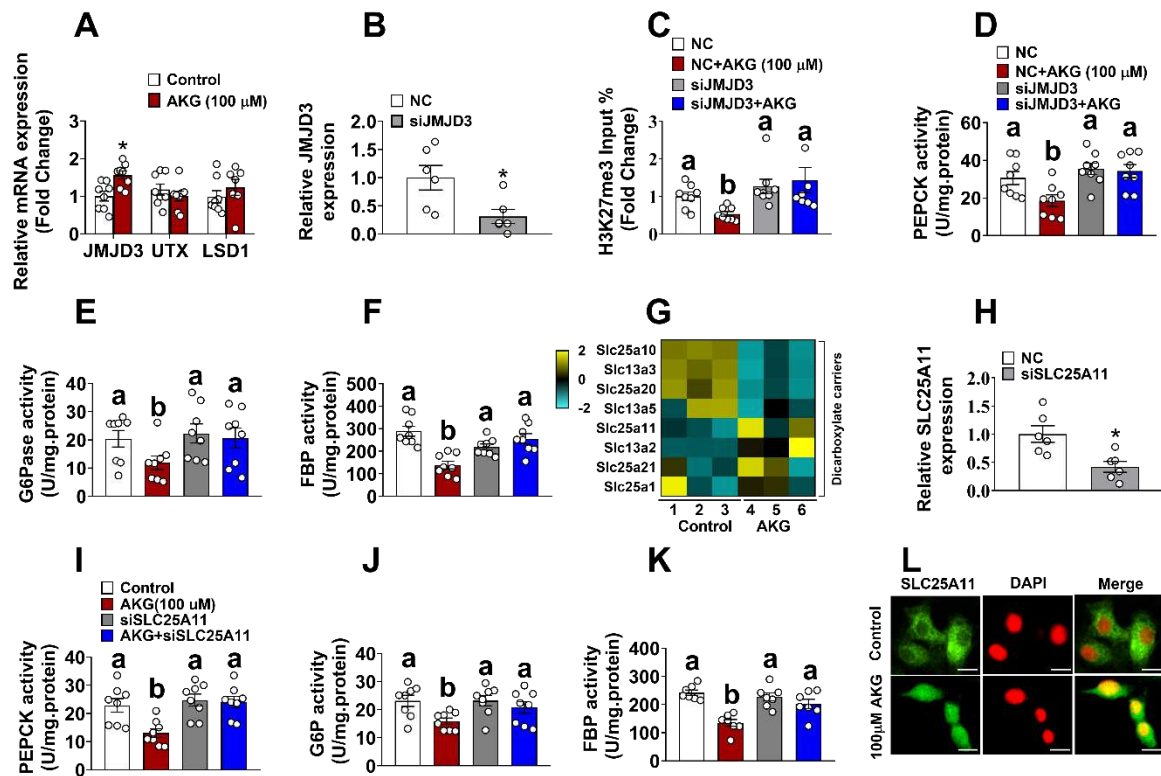 A
Control
AKG (100 μM)
Relative mRNA expression
(Fold Change)
3
2
1
0
*
JMJD3 UTX LSD1
B
NC
siJMJD3
Relative JMJD3
expression
2.0
1.5
1.0
0.5
0.0
*
C
NC
NC+AKG (100 μM)
siJMJD3
siJMJD3+AKG
H3K27me3 Input %
(Fold Change)
3
2
1
0
a b a a
D
NC
NC+AKG (100 μM)
siJMJD3
siJMJD3+AKG
PEPCK activity
(U/mg.protein)
60
40
20
0
a b a a
E
G6Pase activity
(U/mg.protein)
40
30
20
10
0
a b a a
F
FBP activity
(U/mg.protein)
500
400
300
200
100
0
a b a a
G
2
0
-2
Slc25a10
Slc13a3
Slc25a20
Slc13a5
Slc25a11
Slc13a2
Slc25a21
Slc25a1
Dicarboxylate carriers
1 2 3 4 5 6
Control AKG
H
NC
siSLC25A11
Relative SLC25A11
expression
2.0
1.5
1.0
0.5
0.0
*
I
Control
AKG(100 uM)
siSLC25A11
AKG+siSLC25A11
PEPCK activity
(U/mg.protein)
40
30
20
10
0
a b a a
J
G6P activity
(U/mg.protein)
40
30
20
10
0
a b a a
K
FBP activity
(U/mg.protein)
400
300
200
100
0
a b a a
L
SLC25A11 DAPI Merge
Control
100μM AKG